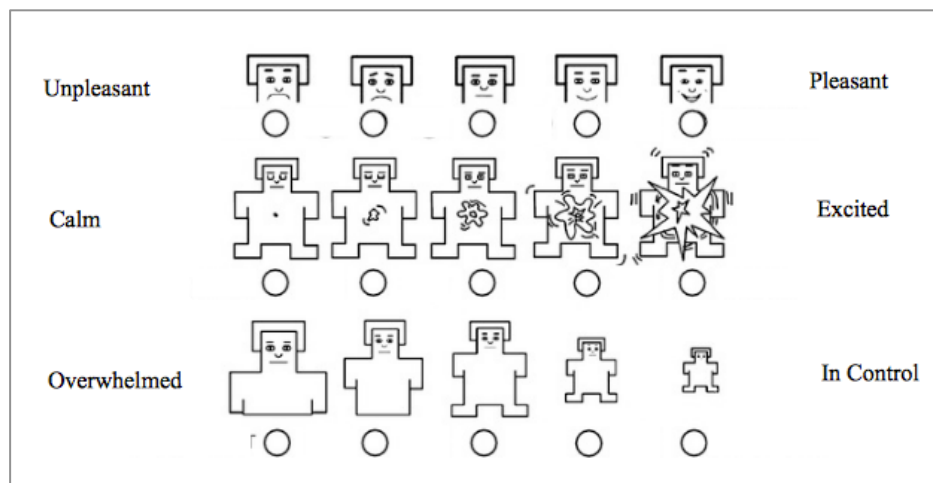 Unpleasant
Pleasant
Calm
Excited
Overwhelmed
In Control